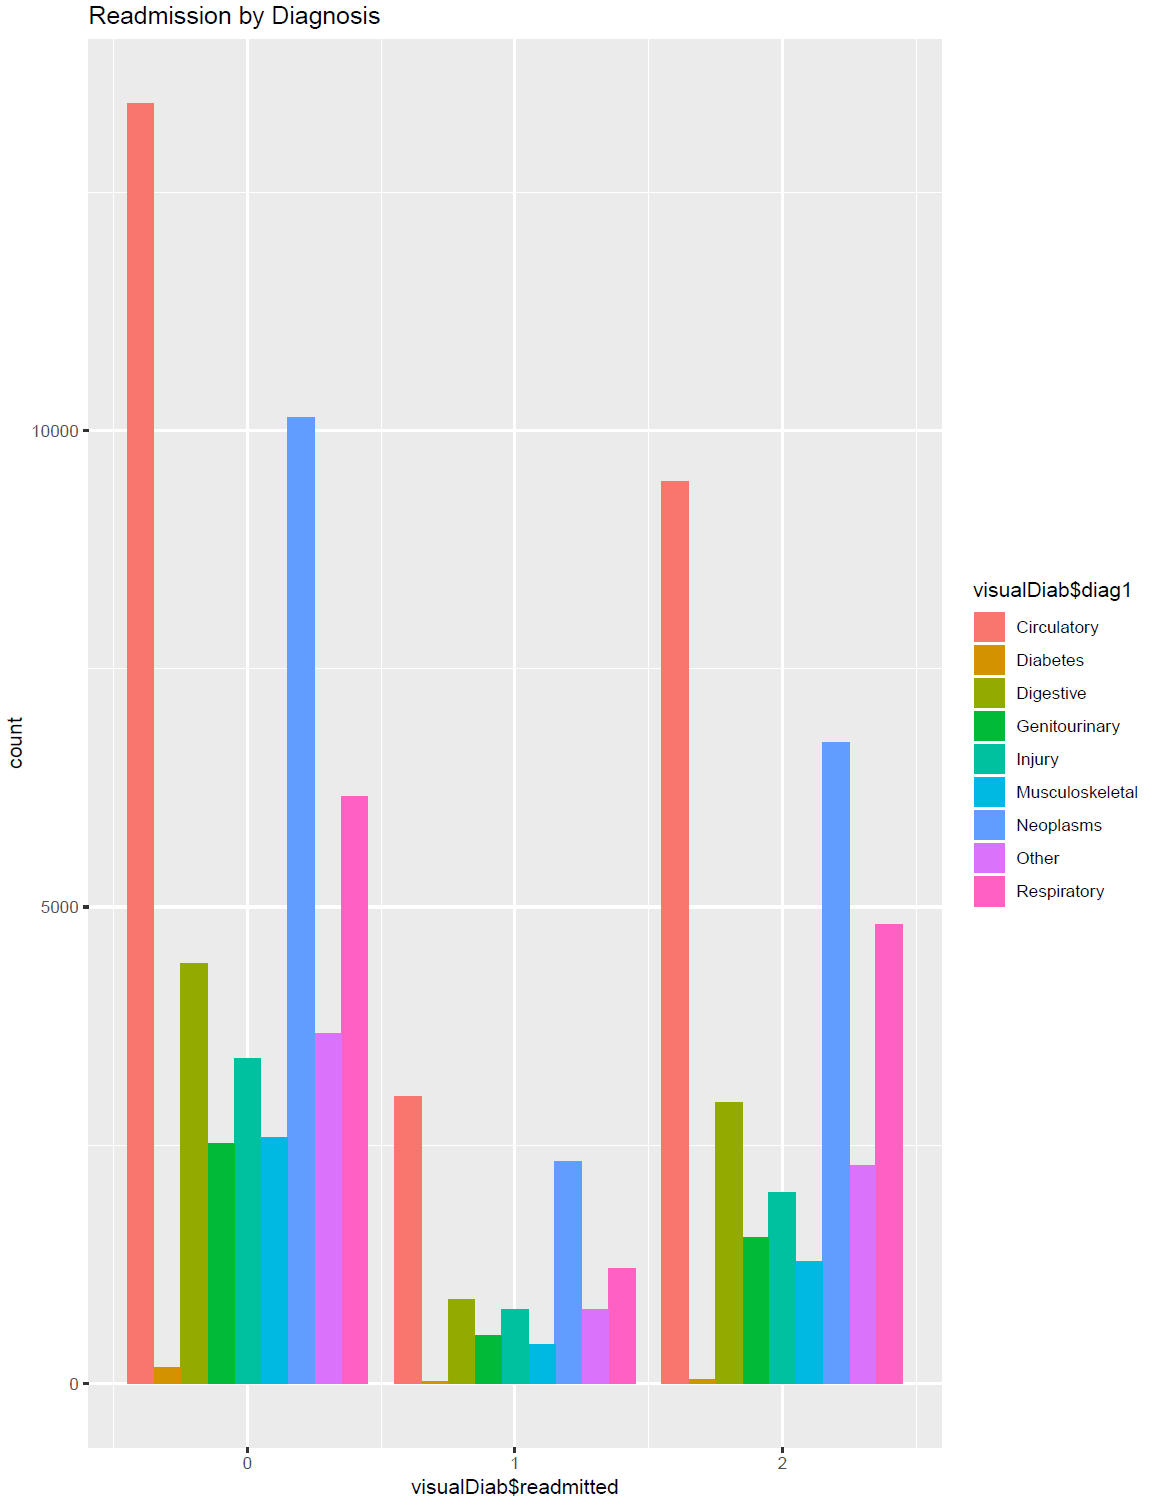 Readmission by Diagnosis
count
10000
5000
0
0
1
2
visualDiab$readmitted
visualDiab$diag1
Circulatory
Diabetes
Digestive
Genitourinary
Injury
Musculoskeletal
Neoplasms
Other
Respiratory